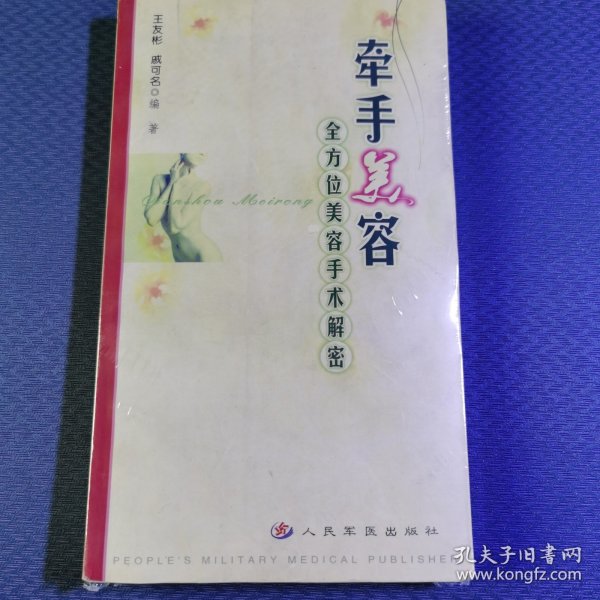 牵手美容
全方位美容手术解密
王友彬 戚可名◎编 著
Qianshou Meirong
人民军医出版社
PEOPLE'S MILITARY MEDICAL PUBLISHER
孔夫子旧书网
www.kongfz.com